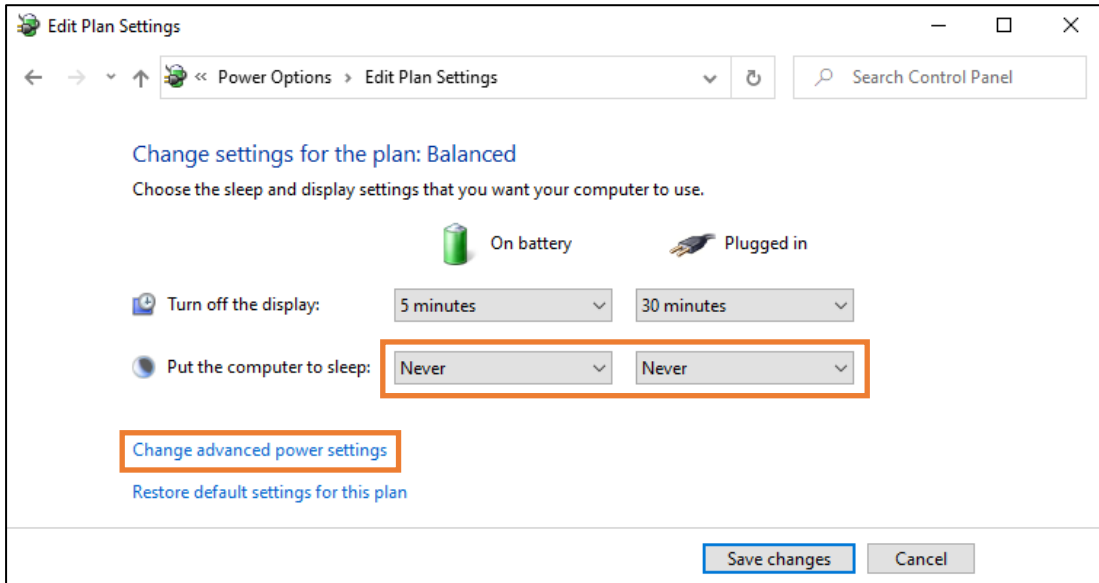 Edit Plan Settings
« Power Options › Edit Plan Settings Search Control Panel
Change settings for the plan: Balanced
Choose the sleep and display settings that you want your computer to use.
On battery Plugged in
Turn off the display: 5 minutes 30 minutes
Put the computer to sleep: Never Never
Change advanced power settings
Restore default settings for this plan
Save changes Cancel